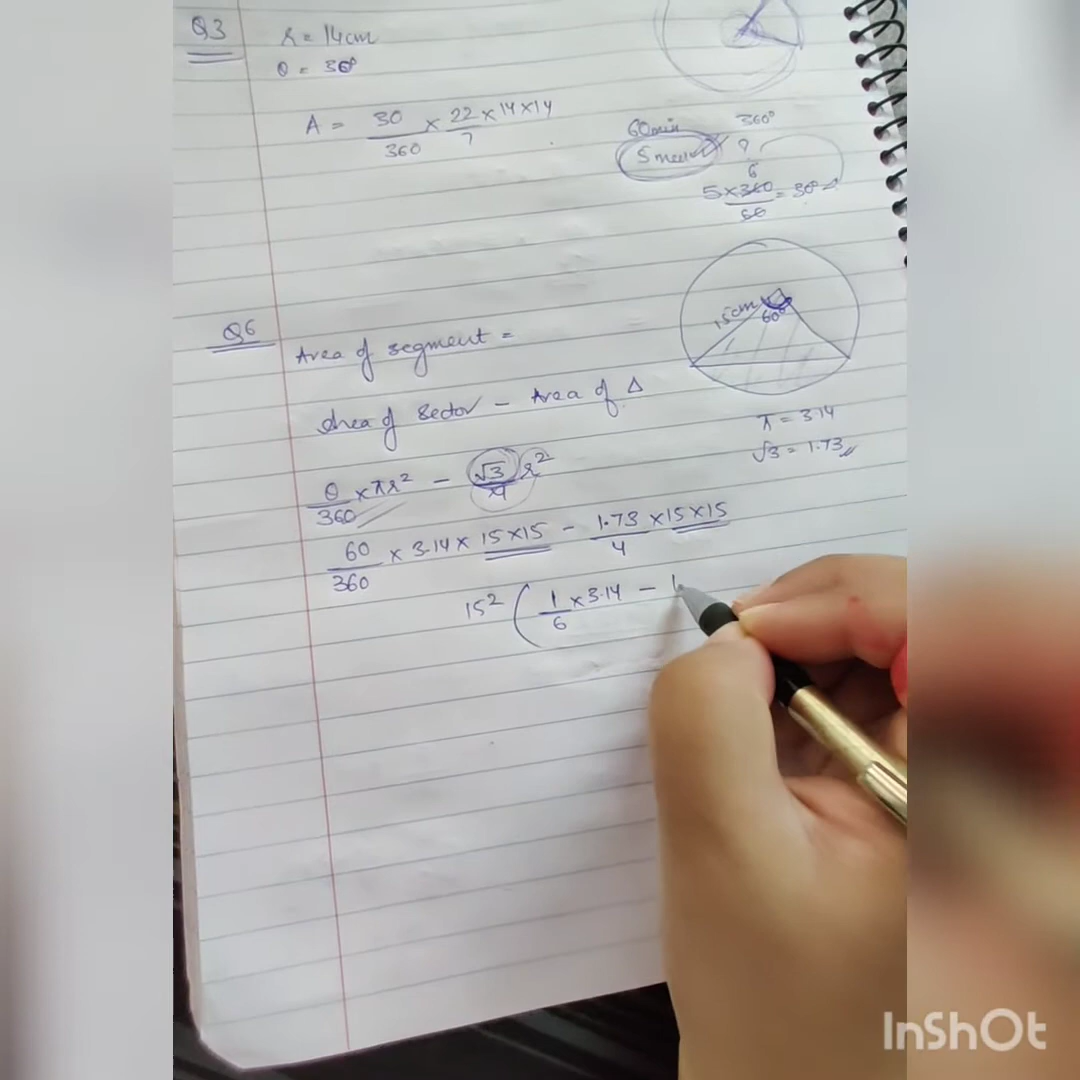 Q3
r = 14cm
θ = 30°
A = 30/360 × 22/7 × 14×14
60min 360°
5 ?
6
5×360/60 = 30°
Q6
Area of segment =
Area of Sector - Area of Δ
15cm
60°
π = 3.14
√3 = 1.73
θ/360 × πr² - √3/4 r²
60/360 × 3.14 × 15×15 - 1.73/4 × 15×15
15² ( 1/6 × 3.14 - 1
InShOt